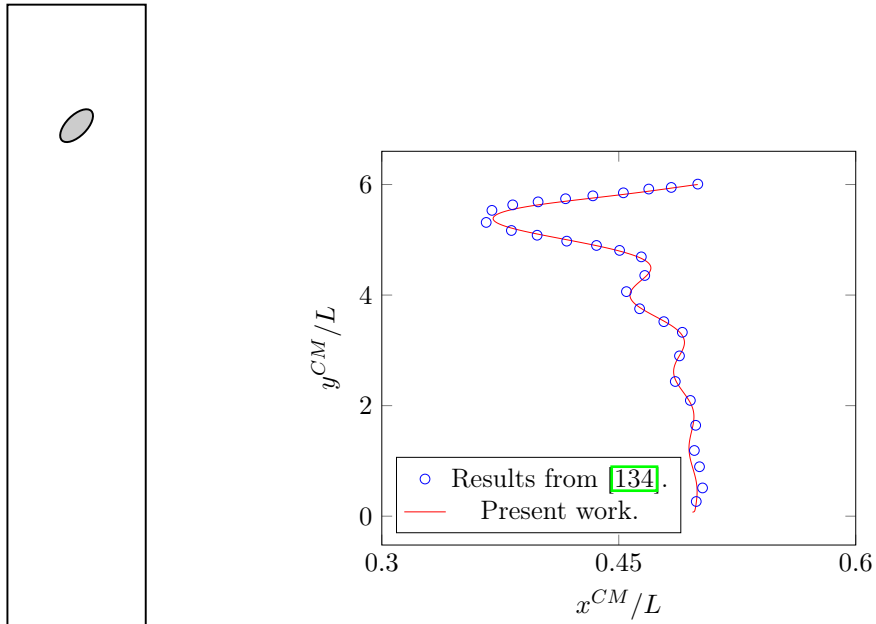 6
4
2
0
y^{CM}/L
Results from [134].
Present work.
0.3
0.45
0.6
x^{CM}/L